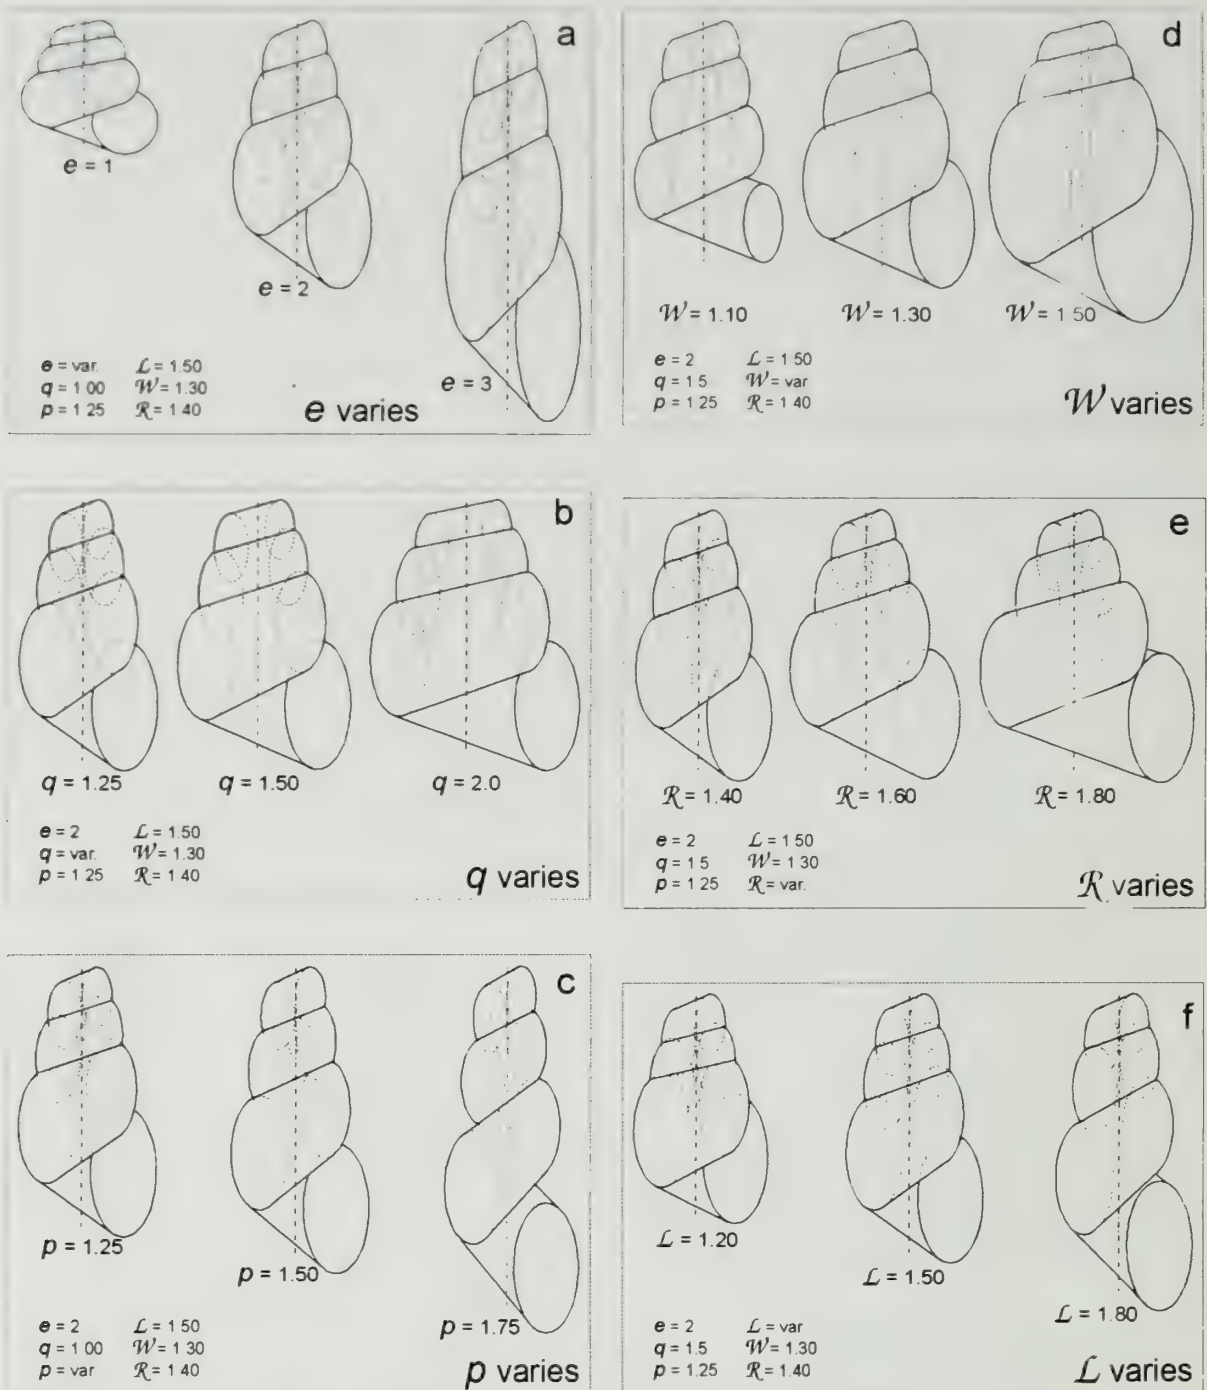 a
e = 1
e = 2
e = 3
e = var. ℒ = 1.50
q = 1 00 𝒲 = 1.30
p = 1 25 ℛ = 1 40
e varies
b
q = 1.25 q = 1.50 q = 2.0
e = 2 ℒ = 1.50
q = var. 𝒲 = 1.30
p = 1 25 ℛ = 1.40
q varies
c
p = 1.25
p = 1.50
p = 1.75
e = 2 ℒ = 1 50
q = 1 00 𝒲 = 1 30
p = var ℛ = 1 40
p varies
d
𝒲 = 1.10 𝒲 = 1.30 𝒲 = 1 50
e = 2 ℒ = 1 50
q = 1 5 𝒲 = var
p = 1 25 ℛ = 1 40
𝒲 varies
e
ℛ = 1.40 ℛ = 1.60 ℛ = 1.80
e = 2 ℒ = 1 50
q = 1 5 𝒲 = 1 30
p = 1 25 ℛ = var.
ℛ varies
f
ℒ = 1.20
ℒ = 1.50
ℒ = 1.80
e = 2 ℒ = var
q = 1.5 𝒲 = 1.30
p = 1.25 ℛ = 1.40
ℒ varies